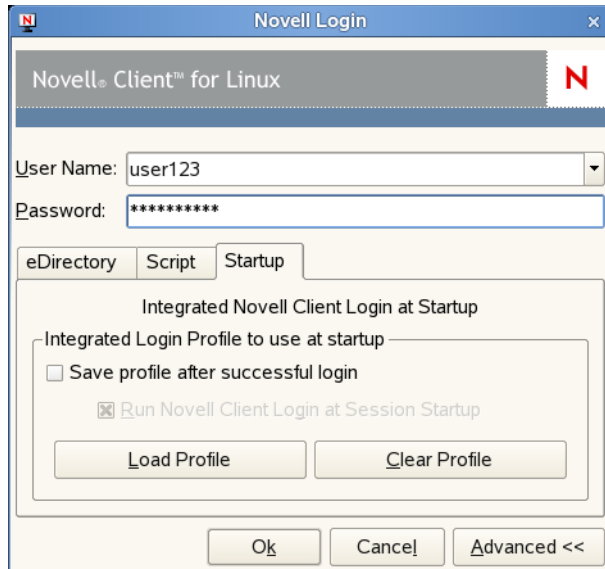 N Novell Login ×
Novell® Client™ for Linux N
User Name: user123
Password: **********
eDirectory Script Startup
Integrated Novell Client Login at Startup
Integrated Login Profile to use at startup
Save profile after successful login
Run Novell Client Login at Session Startup
Load Profile Clear Profile
Ok Cancel Advanced <<